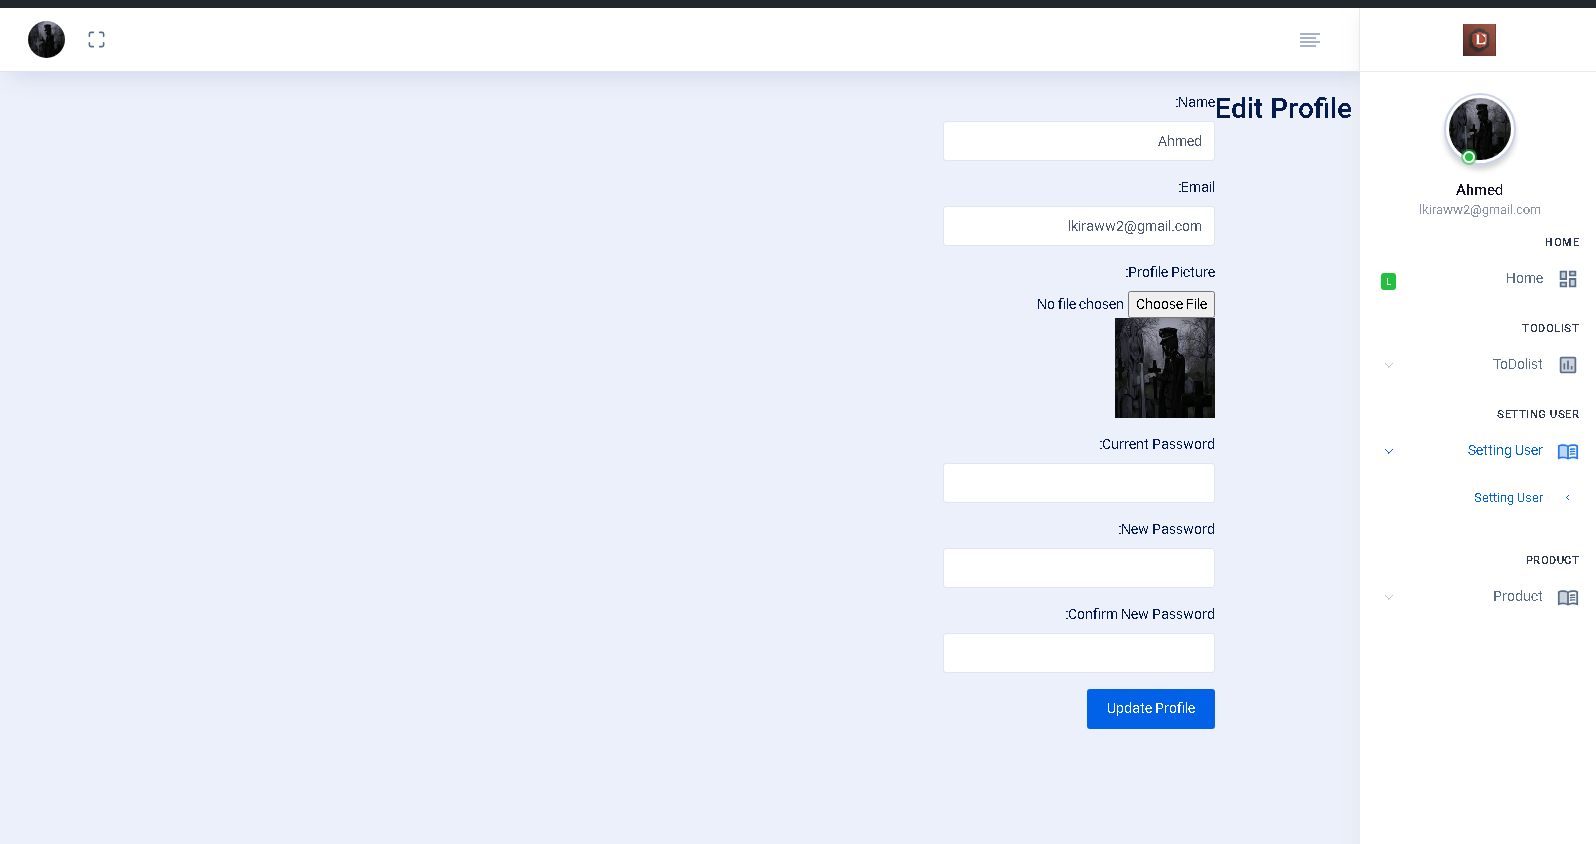 Edit Profile
:Name
Ahmed
:Email
lkiraww2@gmail.com
:Profile Picture
Choose File No file chosen
:Current Password
:New Password
:Confirm New Password
Update Profile
L
Ahmed
lkiraww2@gmail.com
HOME
Home
L
TODOLIST
ToDolist
SETTING USER
Setting User
Setting User
PRODUCT
Product